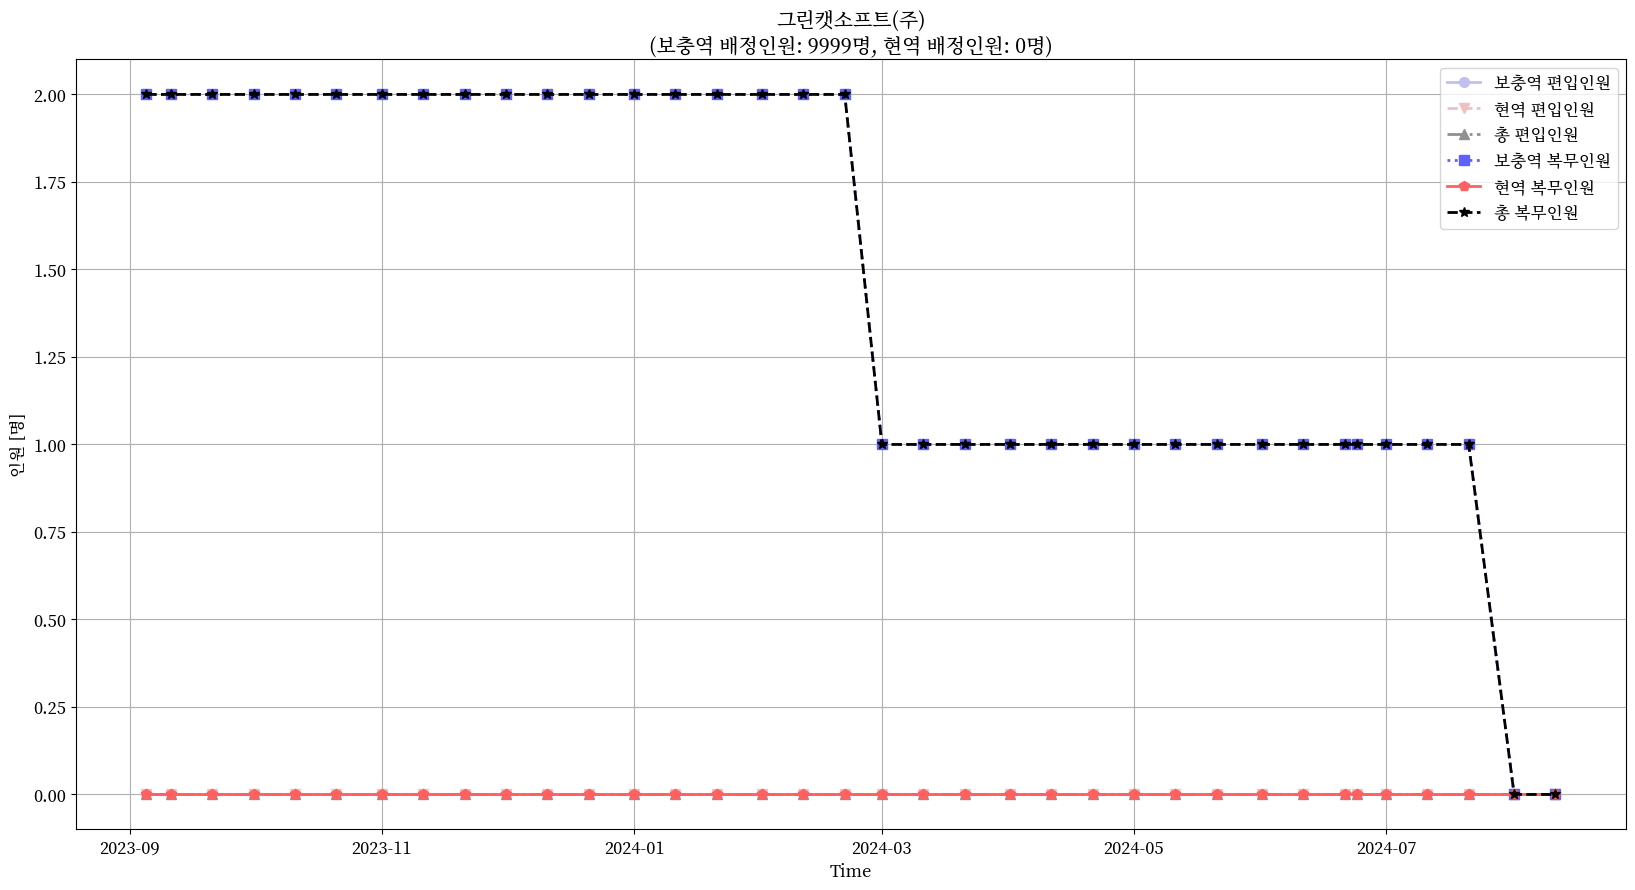 그린캣소프트(주)
(보충역 배정인원: 9999명, 현역 배정인원: 0명)
보충역 편입인원
현역 편입인원
총 편입인원
보충역 복무인원
현역 복무인원
총 복무인원
2.00
1.75
1.50
1.25
1.00
0.75
0.50
0.25
0.00
인원 [명]
2023-09
2023-11
2024-01
2024-03
2024-05
2024-07
Time